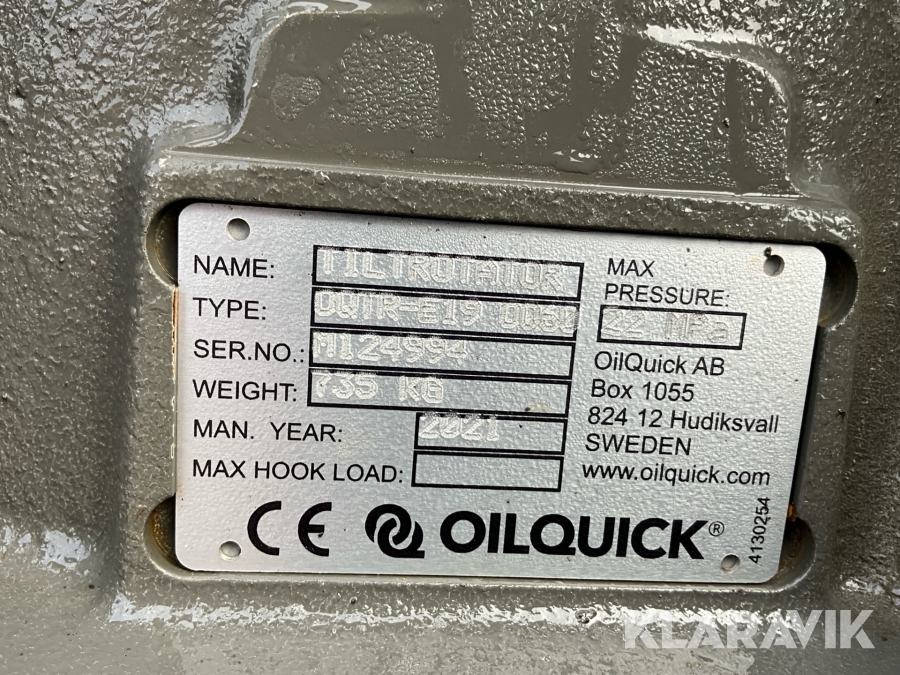 NAME: TILTROTATOR
TYPE: OQTR-E19 OQ60
SER.NO.: M124994
WEIGHT: 735 KG
MAN. YEAR: 2021
MAX HOOK LOAD:
MAX
PRESSURE:
22 MPa
OilQuick AB
Box 1055
824 12 Hudiksvall
SWEDEN
www.oilquick.com
CE OILQUICK®
4130254
KLARAVIK